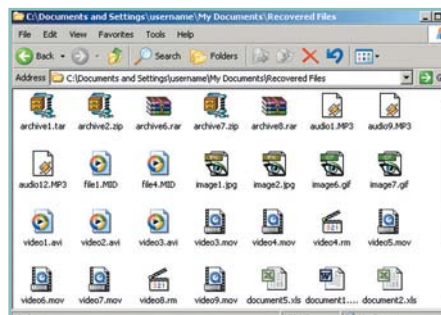 C:\Documents and Settings\username\My Documents\Recovered Files
File Edit View Favorites Tools Help
Back Search Folders
Address C:\Documents and Settings\username\My Documents\Recovered Files
archive1.tar archive2.zip archive6.rar archive7.zip archive8.rar audio1.MP3 audio9.MP3
audio12.MP3 file1.MID file4.MID image1.jpg image2.jpg image6.gif image7.gif
video1.avi video2.avi video3.avi video3.mov video4.mov video4.rm video5.mov
video6.mov video7.mov video8.rm video9.mov document5.xls document1.... document2.xls